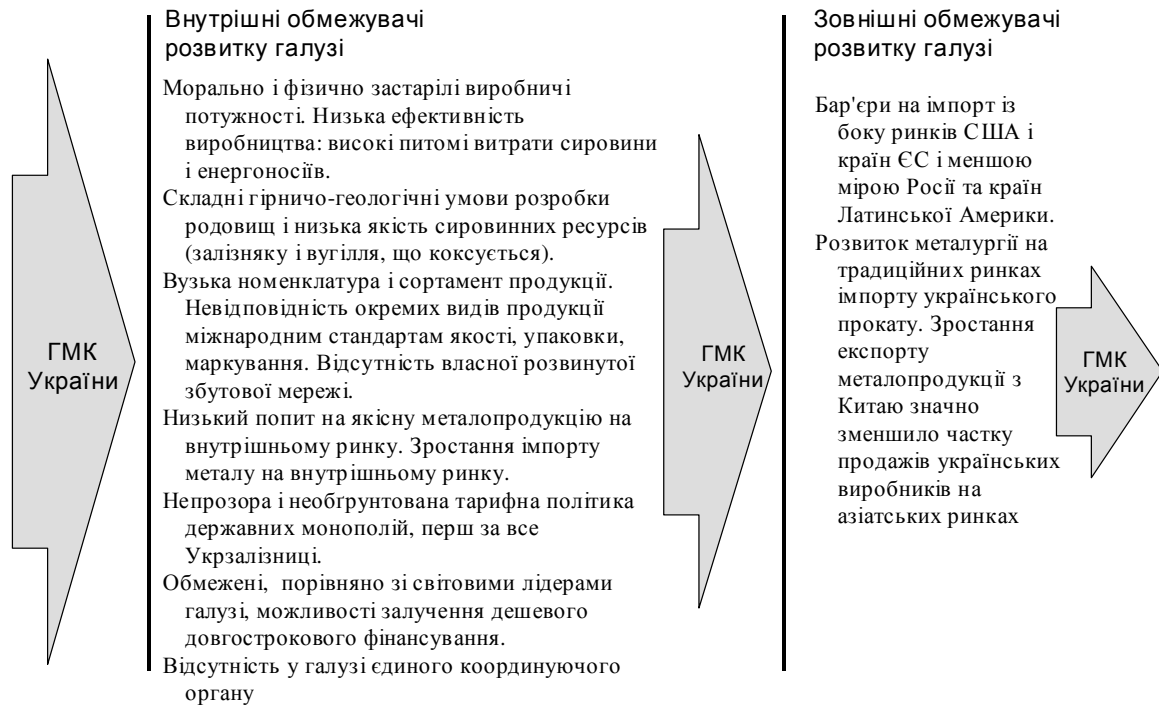 ГМК
України
Внутрішні обмежувачі
розвитку галузі
Морально і фізично застарілі виробничі
потужності. Низька ефективність
виробництва: високі питомі витрати сировини
і енергоносіїв.
Складні гірничо-геологічні умови розробки
родовищ і низька якість сировинних ресурсів
(залізняку і вугілля, що коксується).
Вузька номенклатура і сортамент продукції.
Невідповідність окремих видів продукції
міжнародним стандартам якості, упаковки,
маркування. Відсутність власної розвинутої
збутової мережі.
Низький попит на якісну металопродукцію на
внутрішньому ринку. Зростання імпорту
металу на внутрішньому ринку.
Непрозора і необґрунтована тарифна політика
державних монополій, перш за все
Укрзалізниці.
Обмежені, порівняно зі світовими лідерами
галузі, можливості залучення дешевого
довгострокового фінансування.
Відсутність у галузі єдиного координуючого
органу
ГМК
України
Зовнішні обмежувачі
розвитку галузі
Бар'єри на імпорт із
боку ринків США і
країн ЄС і меншою
мірою Росії та країн
Латинської Америки.
Розвиток металургії на
традиційних ринках
імпорту українського
прокату. Зростання
експорту
металопродукції з
Китаю значно
зменшило частку
продажів українських
виробників на
азіатських ринках
ГМК
України